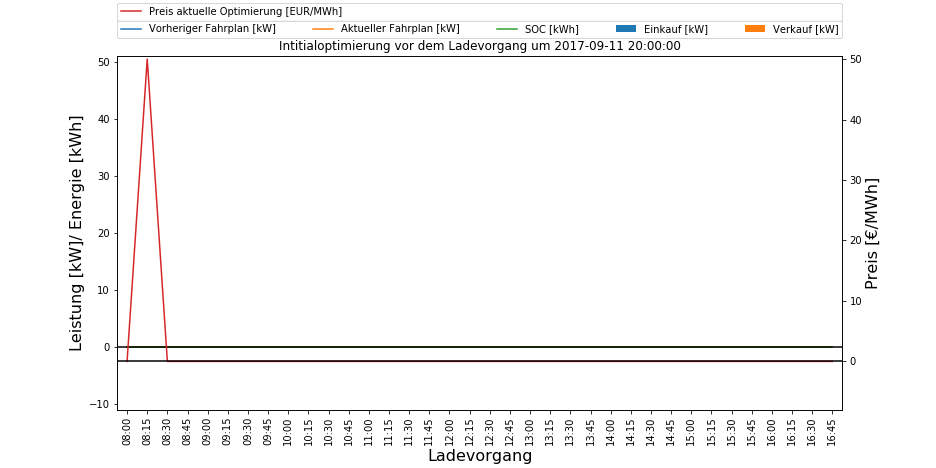 Preis aktuelle Optimierung [EUR/MWh]
Vorheriger Fahrplan [kW] Aktueller Fahrplan [kW] SOC [kWh] Einkauf [kW] Verkauf [kW]
Intitialoptimierung vor dem Ladevorgang um 2017-09-11 20:00:00
Leistung [kW]/ Energie [kWh]
50
40
30
20
10
0
−10
50
40
30
20
10
0
Preis [€/MWh]
08:00 08:15 08:30 08:45 09:00 09:15 09:30 09:45 10:00 10:15 10:30 10:45 11:00 11:15 11:30 11:45 12:00 12:15 12:30 12:45 13:00 13:15 13:30 13:45 14:00 14:15 14:30 14:45 15:00 15:15 15:30 15:45 16:00 16:15 16:30 16:45
Ladevorgang